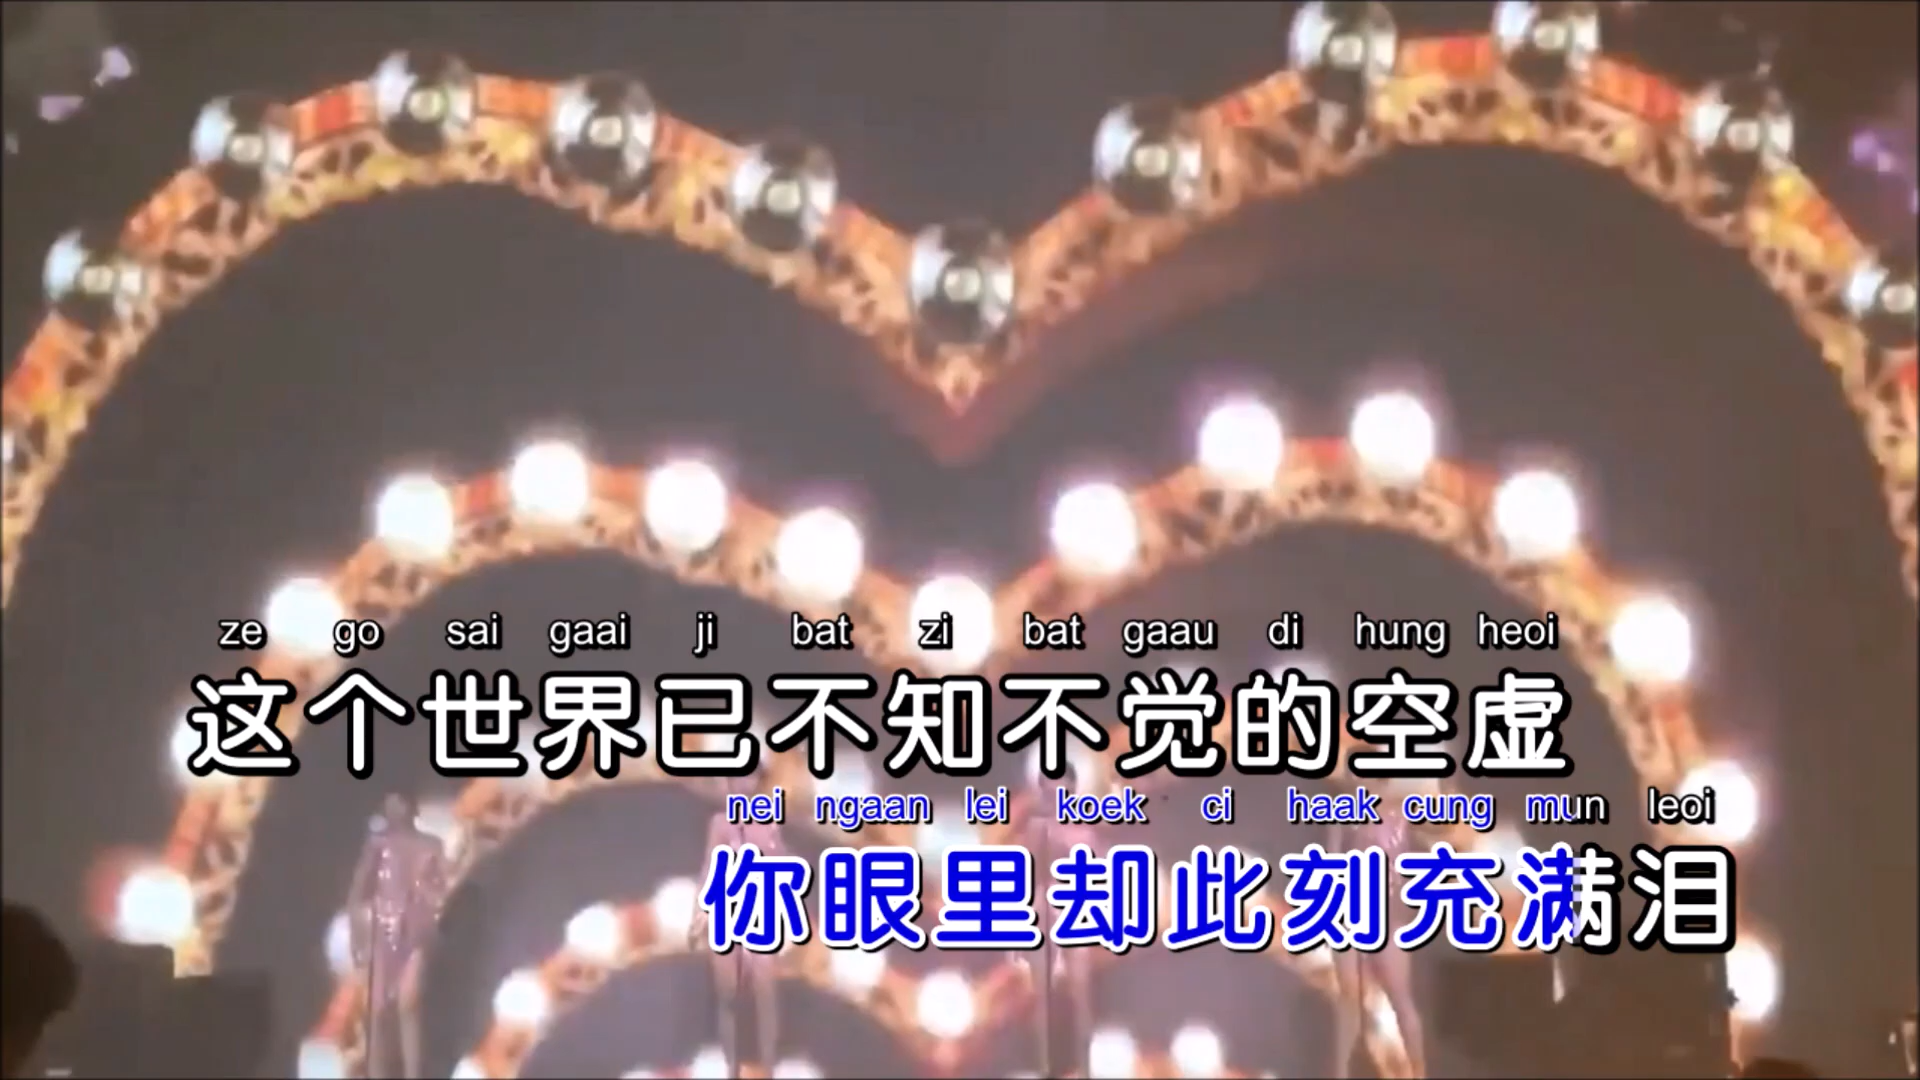 ze go sai gaai ji bat zi bat gaau di hung heoi
这个世界已不知不觉的空虚
nei ngaan lei koek ci haak cung mun leoi
你眼里却此刻充满泪